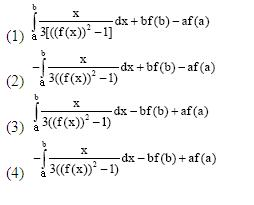 (1) ∫_a^b x / 3[((f(x))² −1] dx + bf(b) − af(a)
(2) −∫_a^b x / 3((f(x))² −1) dx + bf(b) − af(a)
(3) ∫_a^b x / 3((f(x))² −1) dx − bf(b) + af(a)
(4) −∫_a^b x / 3((f(x))² −1) dx − bf(b) + af(a)